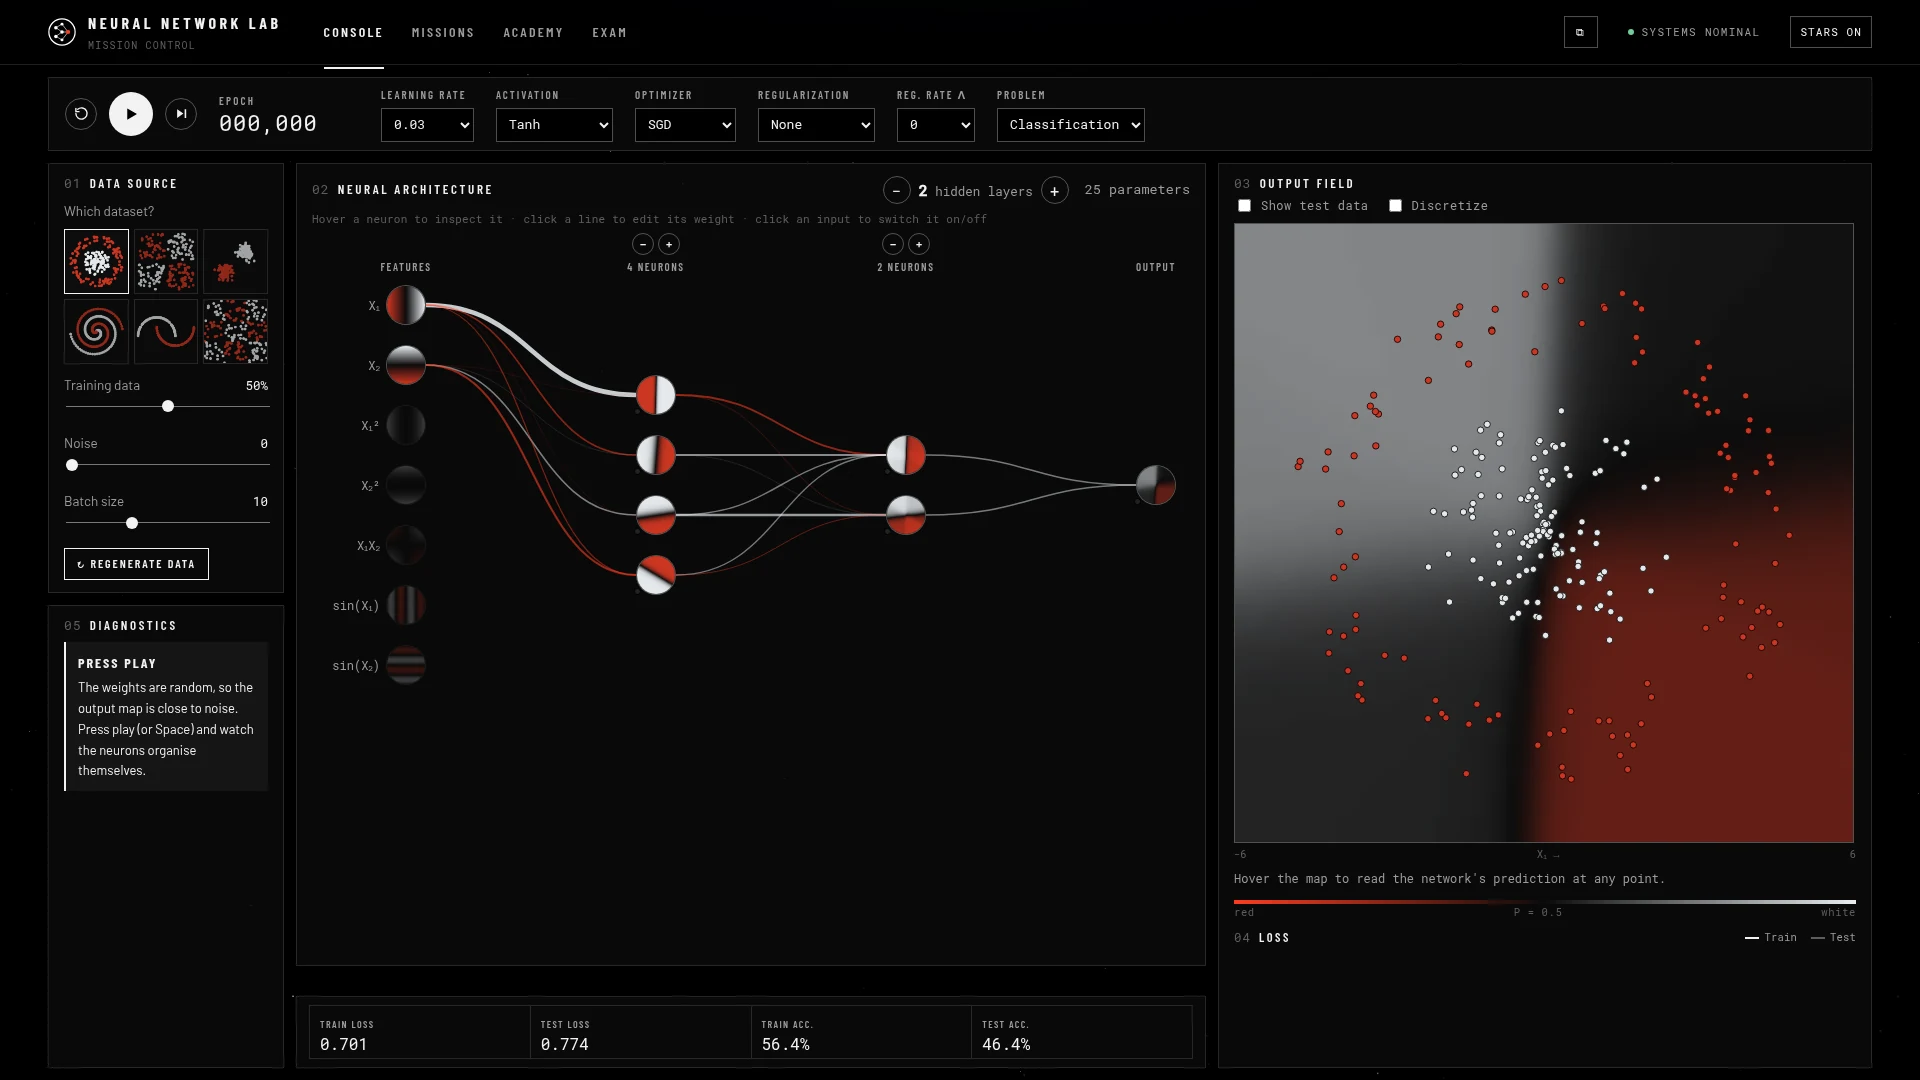 NEURAL NETWORK LAB
MISSION CONTROL
CONSOLE
MISSIONS
ACADEMY
EXAM
SYSTEMS NOMINAL
STARS ON
EPOCH
000,000
LEARNING RATE
0.03
ACTIVATION
Tanh
OPTIMIZER
SGD
REGULARIZATION
None
REG. RATE Λ
0
PROBLEM
Classification
01 DATA SOURCE
Which dataset?
Training data 50%
Noise 0
Batch size 10
↻ REGENERATE DATA
05 DIAGNOSTICS
PRESS PLAY
The weights are random, so the
output map is close to noise.
Press play (or Space) and watch
the neurons organise
themselves.
02 NEURAL ARCHITECTURE
− 2 hidden layers +
25 parameters
Hover a neuron to inspect it · click a line to edit its weight · click an input to switch it on/off
− +
− +
FEATURES
4 NEURONS
2 NEURONS
OUTPUT
X₁
X₂
X₁²
X₂²
X₁X₂
sin(X₁)
sin(X₂)
TRAIN LOSS
0.701
TEST LOSS
0.774
TRAIN ACC.
56.4%
TEST ACC.
46.4%
03 OUTPUT FIELD
Show test data
Discretize
−6
X₁ →
6
Hover the map to read the network's prediction at any point.
red
P = 0.5
white
04 LOSS
Train
Test